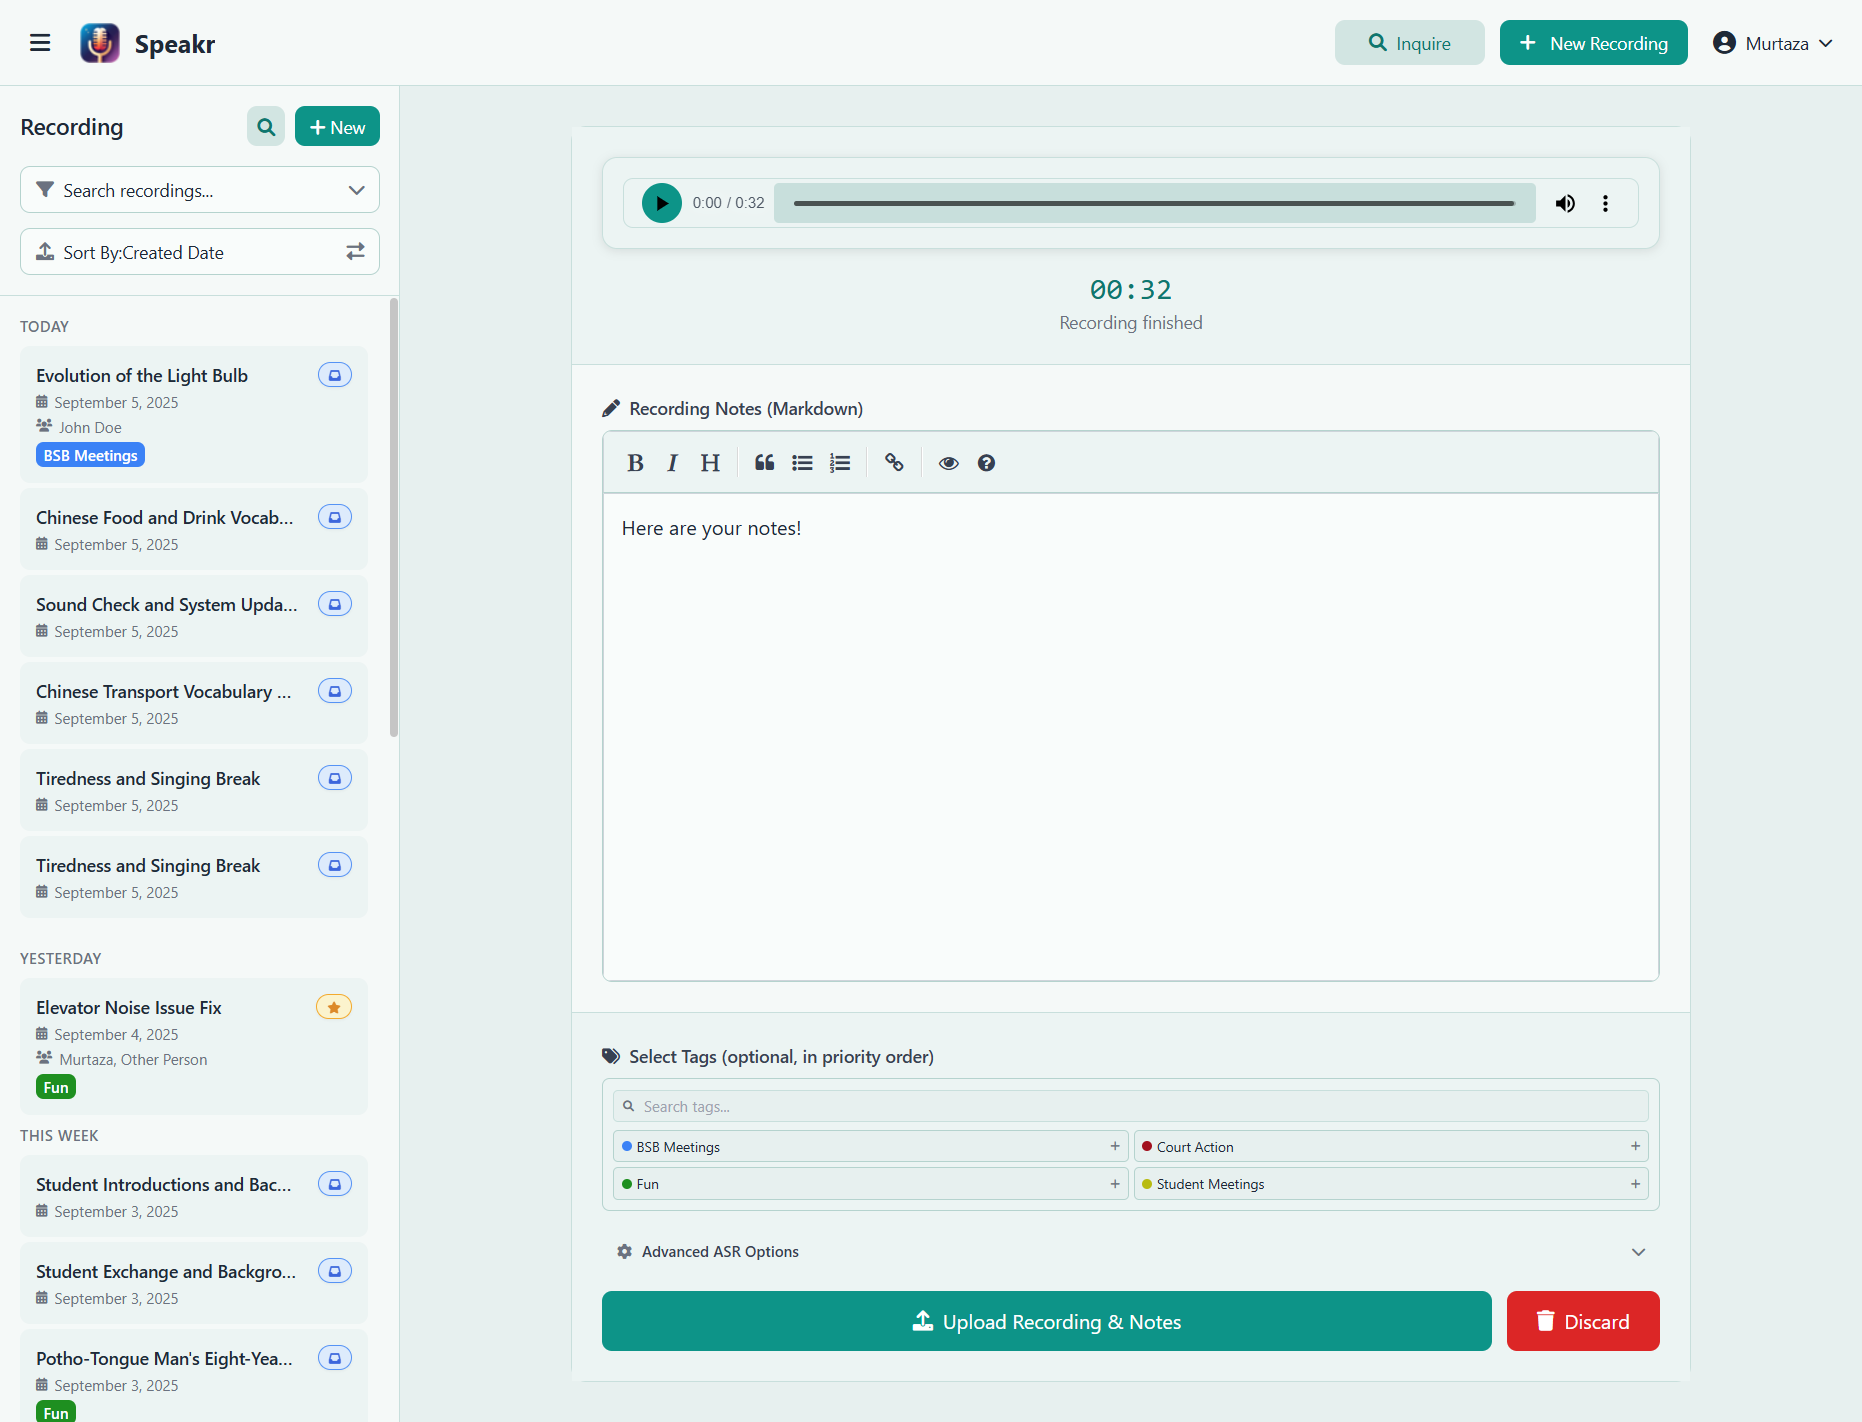 Speakr
Inquire
New Recording
Murtaza
Recording
New
Search recordings...
Sort By:Created Date
TODAY
Evolution of the Light Bulb
September 5, 2025
John Doe
BSB Meetings
Chinese Food and Drink Vocab...
September 5, 2025
Sound Check and System Upda...
September 5, 2025
Chinese Transport Vocabulary ...
September 5, 2025
Tiredness and Singing Break
September 5, 2025
Tiredness and Singing Break
September 5, 2025
YESTERDAY
Elevator Noise Issue Fix
September 4, 2025
Murtaza, Other Person
Fun
THIS WEEK
Student Introductions and Bac...
September 3, 2025
Student Exchange and Backgro...
September 3, 2025
Potho-Tongue Man's Eight-Yea...
September 3, 2025
Fun
0:00 / 0:32
00:32
Recording finished
Recording Notes (Markdown)
B I H
Here are your notes!
Select Tags (optional, in priority order)
Search tags...
BSB Meetings +
Court Action +
Fun +
Student Meetings +
Advanced ASR Options
Upload Recording & Notes
Discard